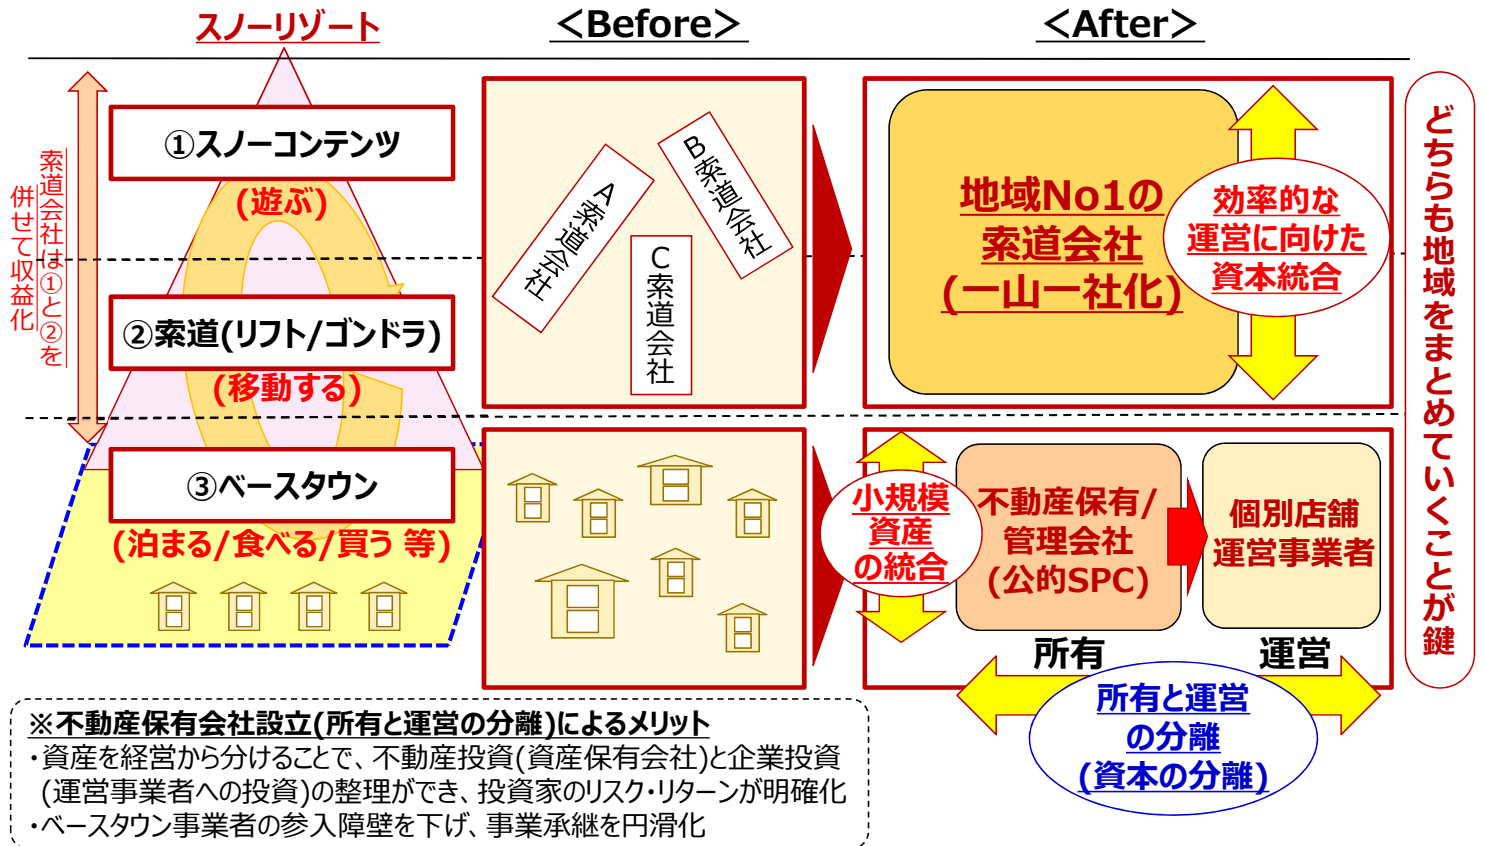 スノーリゾート
<Before>
<After>
索道会社は①と②を
併せて収益化
①スノーコンテンツ
(遊ぶ)
②索道(リフト/ゴンドラ)
(移動する)
③ベースタウン
(泊まる/食べる/買う 等)
A索道会社
B索道会社
C索道会社
地域No1の
索道会社
(一山一社化)
効率的な
運営に向けた
資本統合
小規模
資産
の統合
不動産保有/
管理会社
(公的SPC)
個別店舗
運営事業者
所有
運営
所有と運営
の分離
(資本の分離)
どちらも地域をまとめていくことが鍵
※不動産保有会社設立(所有と運営の分離)によるメリット
・資産を経営から分けることで、不動産投資(資産保有会社)と企業投資
(運営事業者への投資)の整理ができ、投資家のリスク・リターンが明確化
・ベースタウン事業者の参入障壁を下げ、事業承継を円滑化